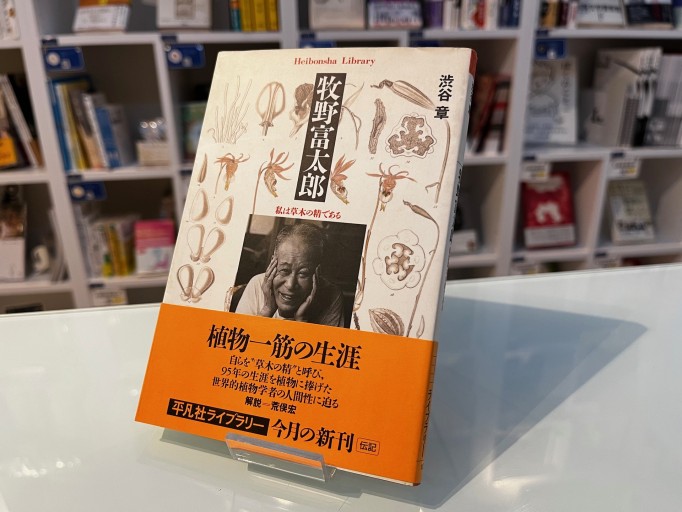 Heibonsha Library
渋谷 章
牧野富太郎
私は草木の精である
植物一筋の生涯
自らを“草木の精”と呼び、
95年の生涯を植物に捧げた
世界的植物学者の人間性に迫る
解説―荒俣宏
平凡社ライブラリー 今月の新刊 伝記